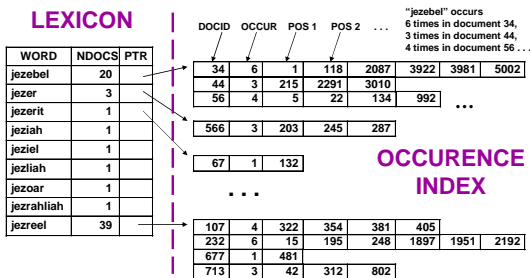 LEXICON
WORD NDOCS PTR
jezebel 20
jezer 3
jezerit 1
jeziah 1
jeziel 1
jezliah 1
jezoar 1
jezrahliah 1
jezreel 39
DOCID OCCUR POS 1 POS 2 . . .
"jezebel" occurs
6 times in document 34,
3 times in document 44,
4 times in document 56 . . .
34 6 1 118 2087 3922 3981 5002
44 3 215 2291 3010
56 4 5 22 134 992
...
566 3 203 245 287
67 1 132
. . .
OCCURENCE
INDEX
107 4 322 354 381 405
232 6 15 195 248 1897 1951 2192
677 1 481
713 3 42 312 802